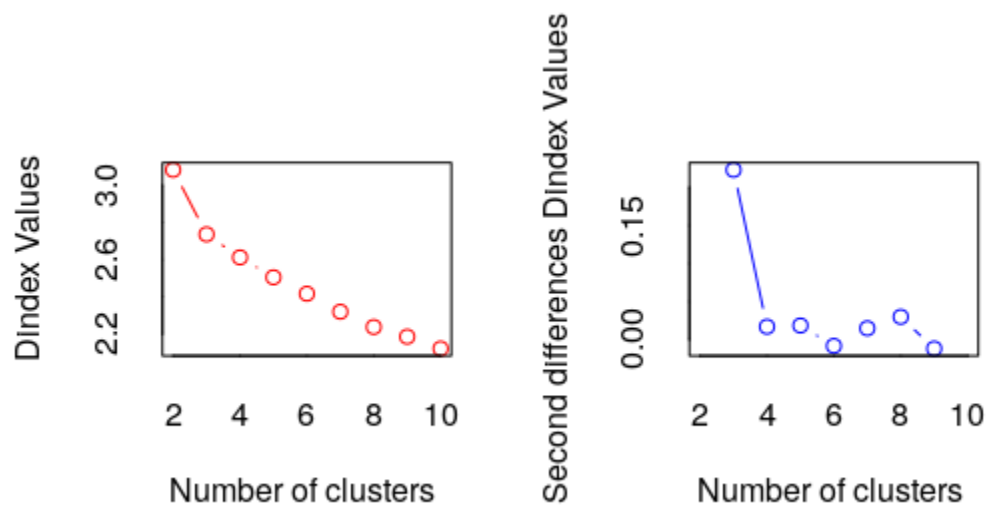 DIndex Values
3.0
2.6
2.2
2 4 6 8 10
Number of clusters
Second differences DIndex Values
0.15
0.00
2 4 6 8 10
Number of clusters